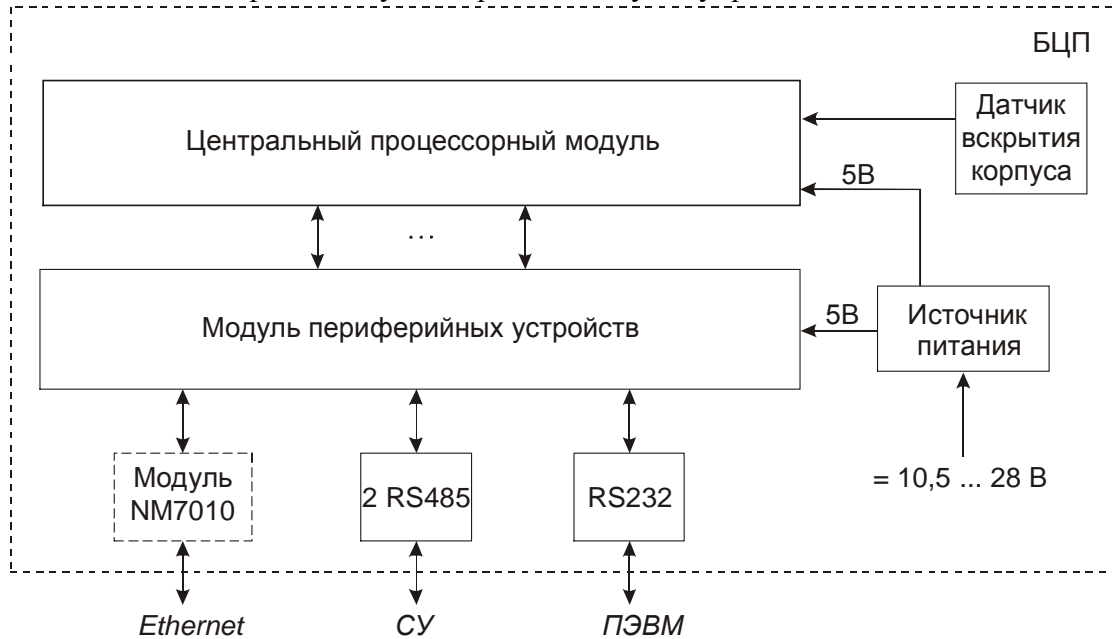 БЦП
Центральный процессорный модуль
Датчик
вскрытия
корпуса
5В
...
Модуль периферийных устройств
5В
Источник
питания
Модуль
NM7010
2 RS485
RS232
= 10,5 ... 28 В
Ethernet
СУ
ПЭВМ